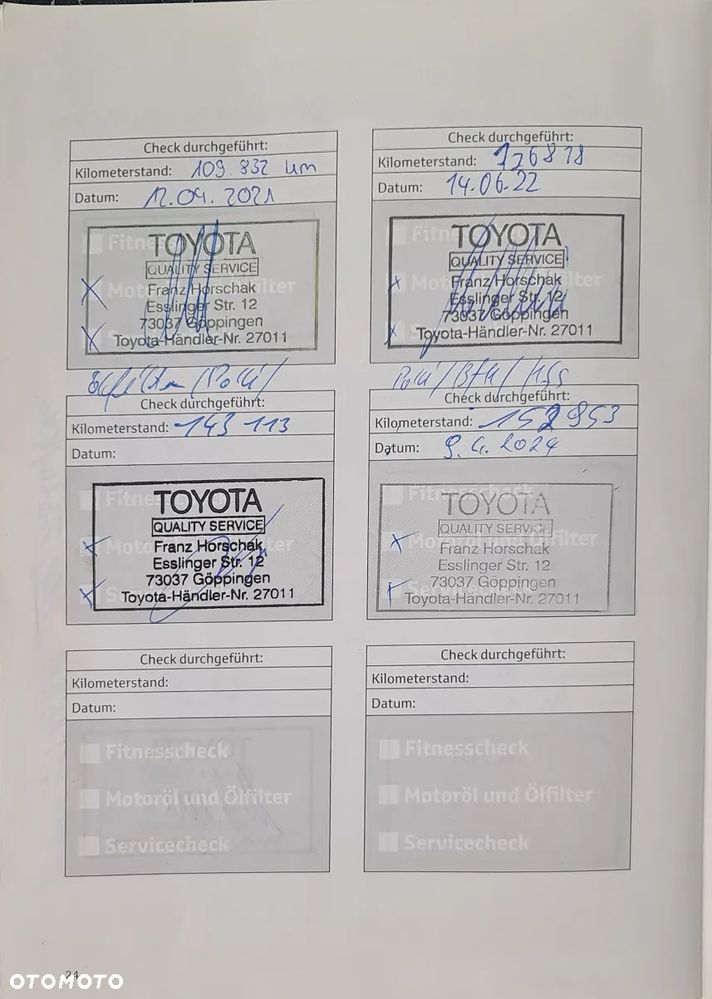 Check durchgeführt:
Kilometerstand: 109.832 km
Datum: 12.04.2021
Fitnesscheck
TOYOTA
QUALITY SERVICE
Franz Horschak
Esslinger Str. 12
73037 Göppingen
Toyota-Händler-Nr. 27011
Check durchgeführt:
Kilometerstand:
Datum: 14.06.22
TOYOTA
QUALITY SERVICE
Franz Horschak
Esslinger Str. 12
73037 Göppingen
Toyota-Händler-Nr. 27011
Check durchgeführt:
Kilometerstand: 143 113
Datum:
Fitnesscheck
TOYOTA
QUALITY SERVICE
Franz Horschak
Esslinger Str. 12
73037 Göppingen
Toyota-Händler-Nr. 27011
Check durchgeführt:
Kilometerstand: 152953
Datum: 9.4.2024
Fitnesscheck
TOYOTA
QUALITY SERVICE
Franz Horschak
Esslinger Str. 12
73037 Göppingen
Toyota-Händler-Nr. 27011
Check durchgeführt:
Kilometerstand:
Datum:
Fitnesscheck
Motoröl und Ölfilter
Servicecheck
Check durchgeführt:
Kilometerstand:
Datum:
Fitnesscheck
Motoröl und Ölfilter
Servicecheck
24
OTOMOTO